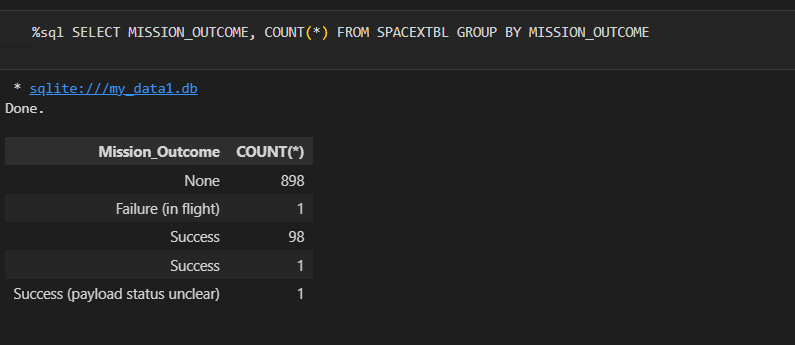 %sql SELECT MISSION_OUTCOME, COUNT(*) FROM SPACEXTBL GROUP BY MISSION_OUTCOME
* sqlite:///my_data1.db
Done.
Mission_Outcome COUNT(*)
None 898
Failure (in flight) 1
Success 98
Success 1
Success (payload status unclear) 1